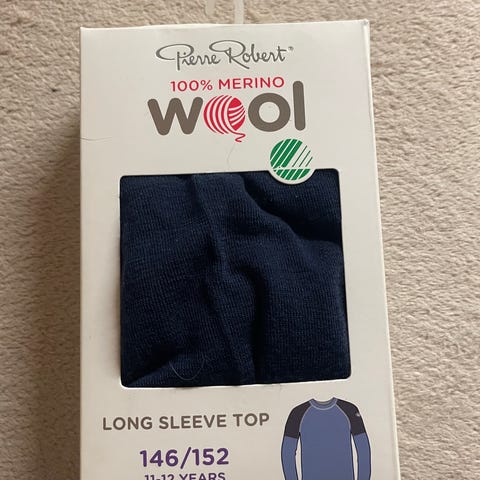 Pierre Robert®
100% MERINO
wool
LONG SLEEVE TOP
146/152
11-12 YEARS